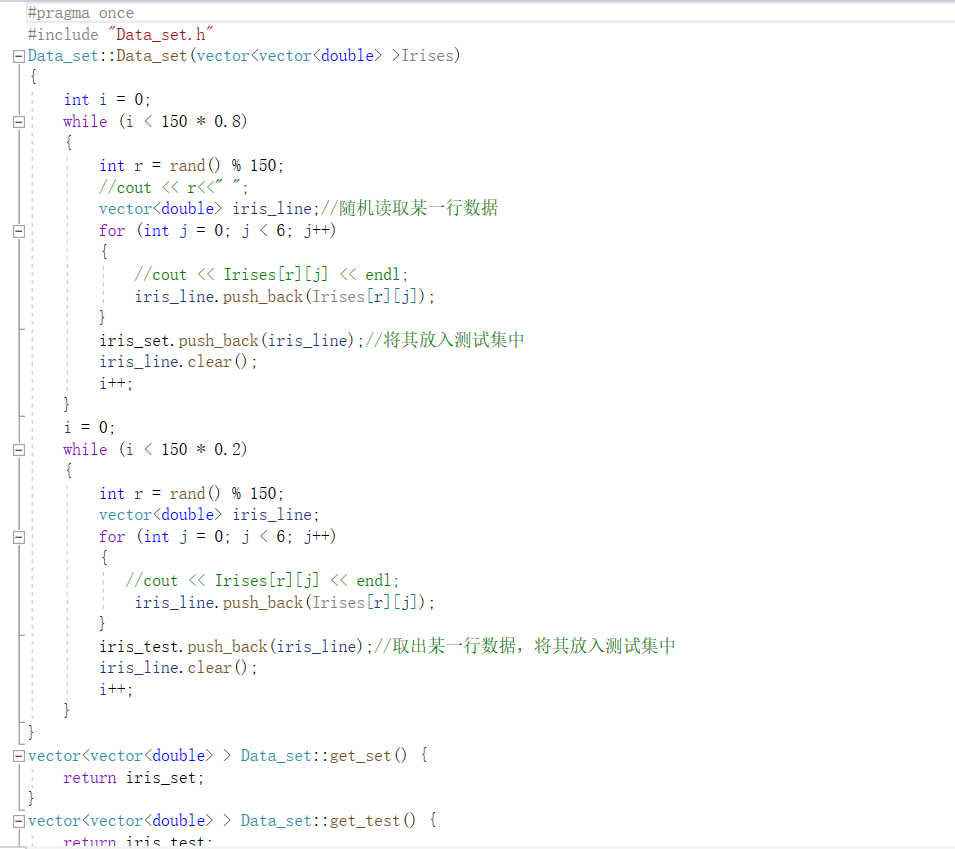 #pragma once
#include "Data_set.h"
Data_set::Data_set(vector<vector<double> >Irises)
{
    int i = 0;
    while (i < 150 * 0.8)
    {
        int r = rand() % 150;
        //cout << r<<" ";
        vector<double> iris_line;//随机读取某一行数据
        for (int j = 0; j < 6; j++)
        {
            //cout << Irises[r][j] << endl;
            iris_line.push_back(Irises[r][j]);
        }
        iris_set.push_back(iris_line);//将其放入测试集中
        iris_line.clear();
        i++;
    }
    i = 0;
    while (i < 150 * 0.2)
    {
        int r = rand() % 150;
        vector<double> iris_line;
        for (int j = 0; j < 6; j++)
        {
           //cout << Irises[r][j] << endl;
            iris_line.push_back(Irises[r][j]);
        }
        iris_test.push_back(iris_line);//取出某一行数据，将其放入测试集中
        iris_line.clear();
        i++;
    }
}
vector<vector<double> > Data_set::get_set() {
    return iris_set;
}
vector<vector<double> > Data_set::get_test() {
    return iris_test;